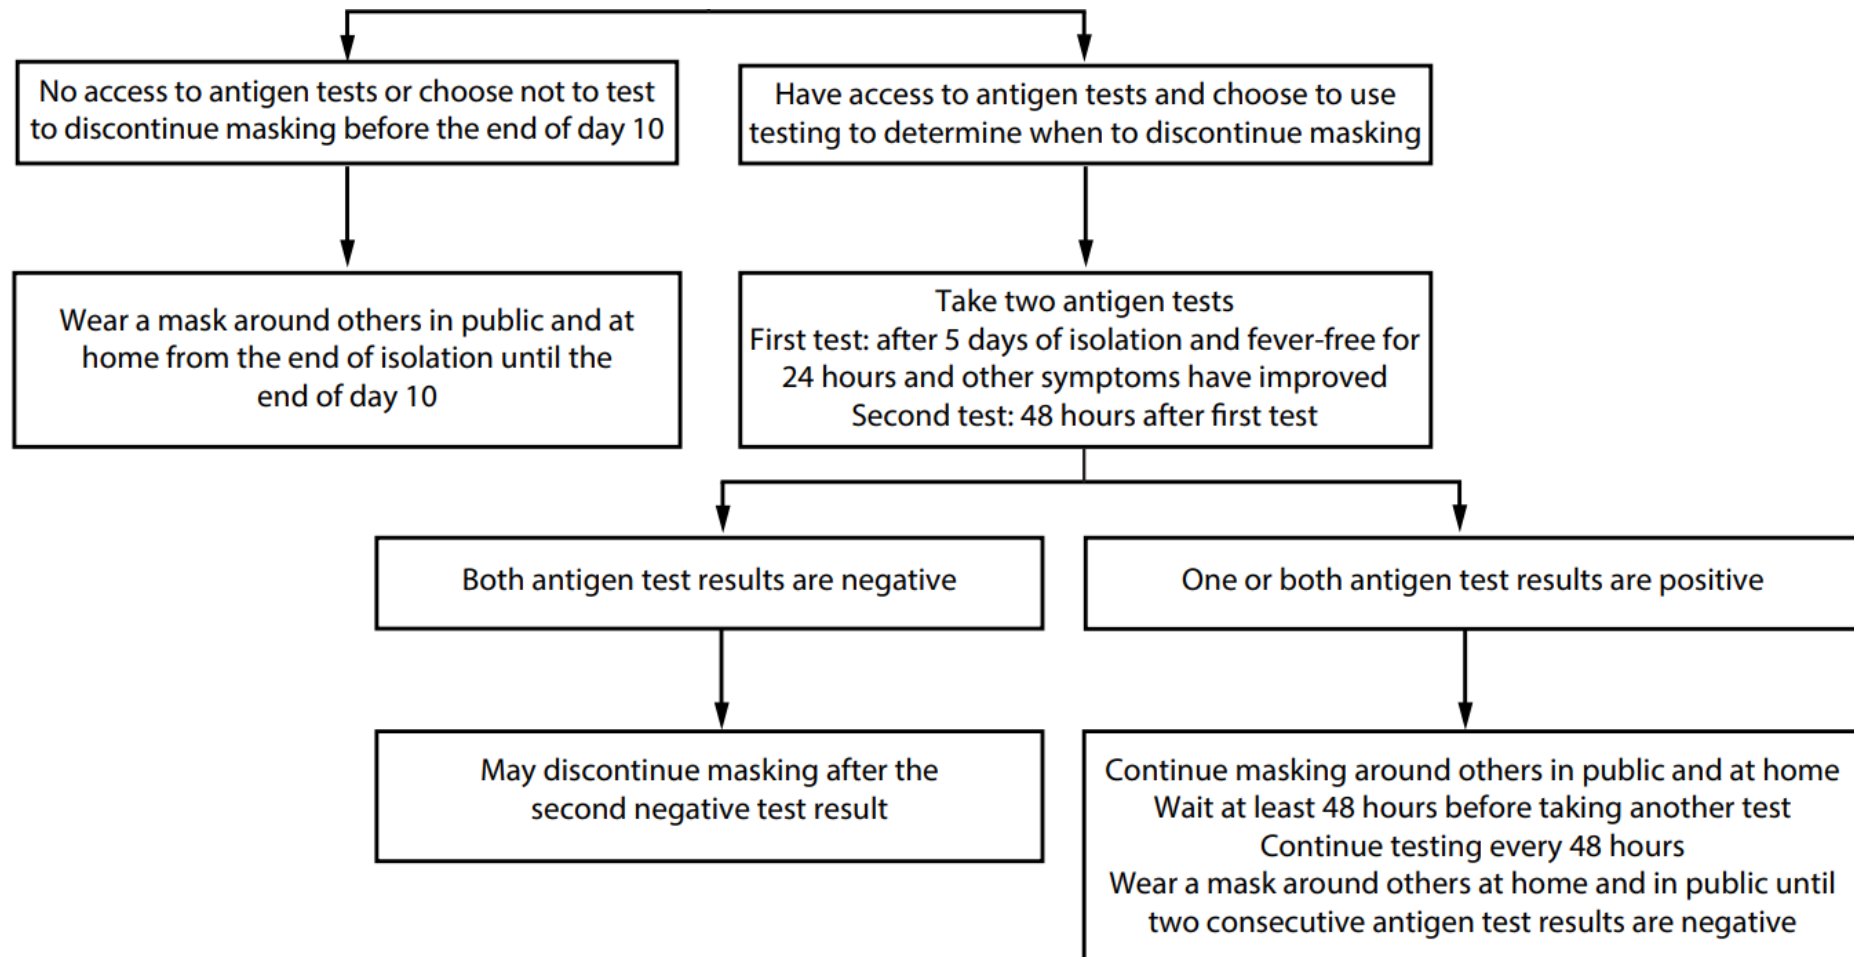 No access to antigen tests or choose not to test
to discontinue masking before the end of day 10
Have access to antigen tests and choose to use
testing to determine when to discontinue masking
Wear a mask around others in public and at
home from the end of isolation until the
end of day 10
Take two antigen tests
First test: after 5 days of isolation and fever-free for
24 hours and other symptoms have improved
Second test: 48 hours after first test
Both antigen test results are negative
One or both antigen test results are positive
May discontinue masking after the
second negative test result
Continue masking around others in public and at home
Wait at least 48 hours before taking another test
Continue testing every 48 hours
Wear a mask around others at home and in public until
two consecutive antigen test results are negative